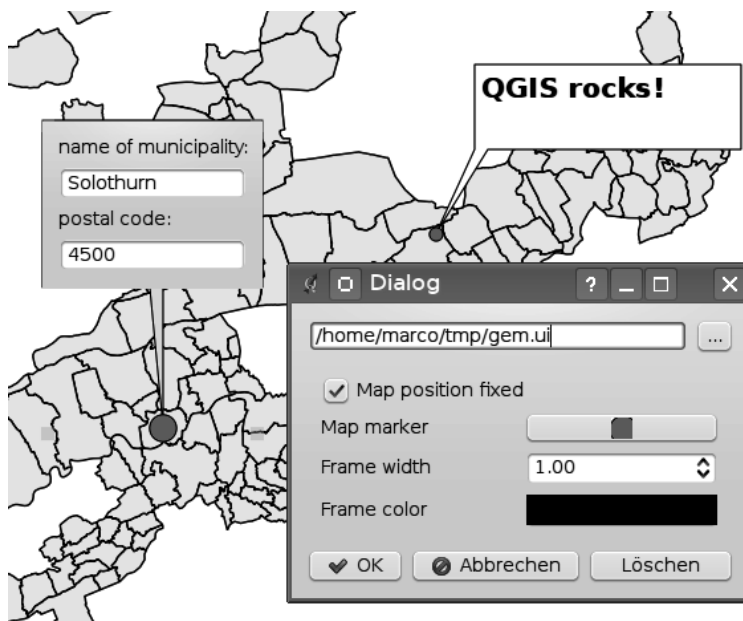 QGIS rocks!
name of municipality:
Solothurn
postal code:
4500
Dialog
/home/marco/tmp/gem.ui
...
Map position fixed
Map marker
Frame width
1.00
Frame color
OK
Abbrechen
Löschen